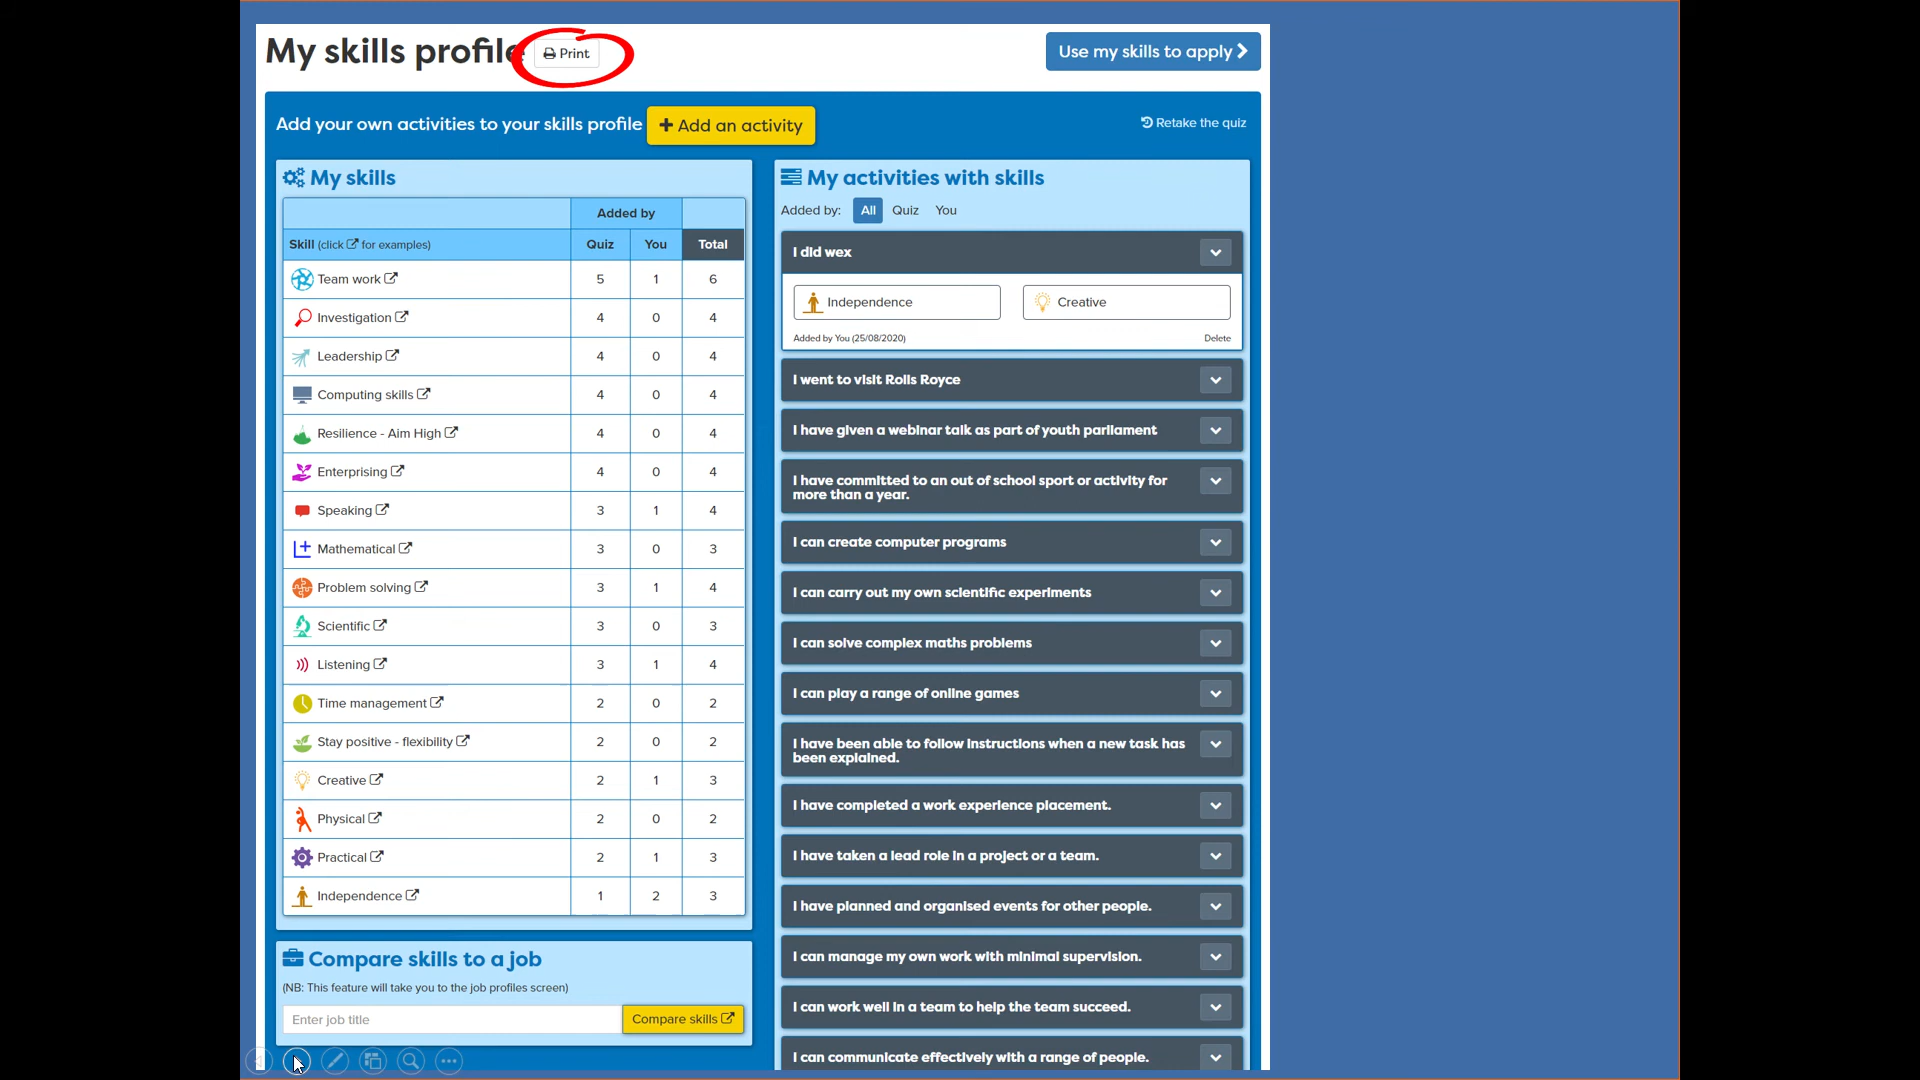 My skills profile
Print
Use my skills to apply
Add your own activities to your skills profile
Add an activity
Retake the quiz
My skills
Added by
Skill (click for examples) Quiz You Total
Team work 5 1 6
Investigation 4 0 4
Leadership 4 0 4
Computing skills 4 0 4
Resilience - Aim High 4 0 4
Enterprising 4 0 4
Speaking 3 1 4
Mathematical 3 0 3
Problem solving 3 1 4
Scientific 3 0 3
Listening 3 1 4
Time management 2 0 2
Stay positive - flexibility 2 0 2
Creative 2 1 3
Physical 2 0 2
Practical 2 1 3
Independence 1 2 3
Compare skills to a job
(NB: This feature will take you to the job profiles screen)
Enter job title
Compare skills
My activities with skills
Added by: All Quiz You
I did wex
Independence
Creative
Added by You (25/08/2020)
Delete
I went to visit Rolls Royce
I have given a webinar talk as part of youth parliament
I have committed to an out of school sport or activity for
more than a year.
I can create computer programs
I can carry out my own scientific experiments
I can solve complex maths problems
I can play a range of online games
I have been able to follow instructions when a new task has
been explained.
I have completed a work experience placement.
I have taken a lead role in a project or a team.
I have planned and organised events for other people.
I can manage my own work with minimal supervision.
I can work well in a team to help the team succeed.
I can communicate effectively with a range of people.